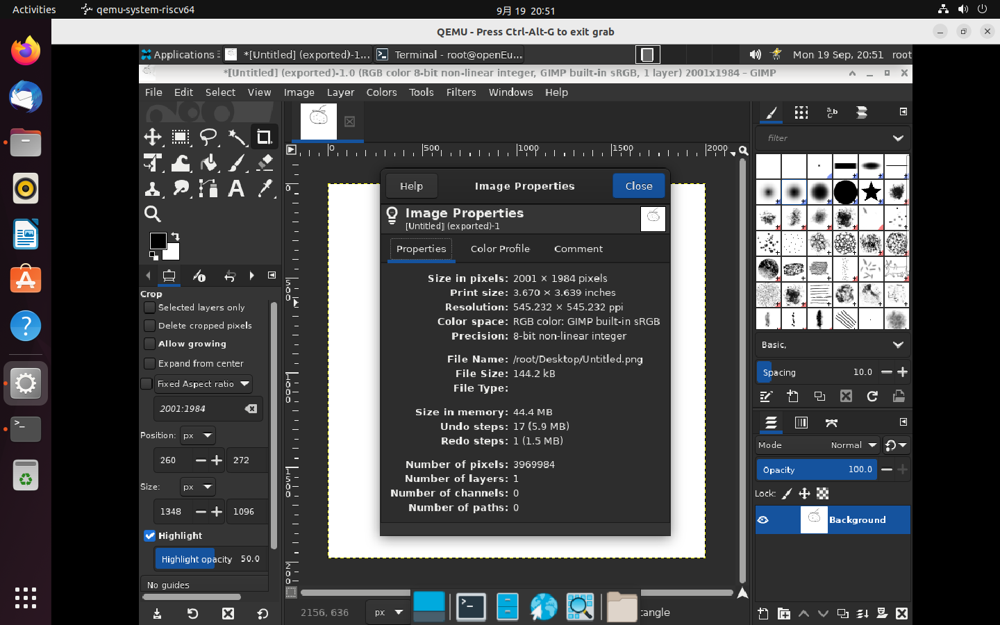 Activities qemu-system-riscv64 9月 19 20:51
QEMU - Press Ctrl-Alt-G to exit grab
Applications *[Untitled] (exported)-1... Terminal - root@openEu... Mon 19 Sep, 20:51 root
*[Untitled] (exported)-1.0 (RGB color 8-bit non-linear integer, GIMP built-in sRGB, 1 layer) 2001x1984 – GIMP
File Edit Select View Image Layer Colors Tools Filters Windows Help
0 500 1000 1500 2000
0
500
1000
1500
200
Crop
Selected layers only
Delete cropped pixels
Allow growing
Expand from center
Fixed Aspect ratio
2001:1984
Position: px
260 272
Size: px
1348 1096
Highlight
Highlight opacity 50.0
No guides
Help Image Properties Close
Image Properties
[Untitled] (exported)-1
Properties Color Profile Comment
Size in pixels: 2001 × 1984 pixels
Print size: 3.670 × 3.639 inches
Resolution: 545.232 × 545.232 ppi
Color space: RGB color: GIMP built-in sRGB
Precision: 8-bit non-linear integer
File Name: /root/Desktop/Untitled.png
File Size: 144.2 kB
File Type:
Size in memory: 44.4 MB
Undo steps: 17 (5.9 MB)
Redo steps: 1 (1.5 MB)
Number of pixels: 3969984
Number of layers: 1
Number of channels: 0
Number of paths: 0
2156, 636 px tangle
filter
Basic,
Spacing 10.0
Mode Normal
Opacity 100.0
Lock:
Background